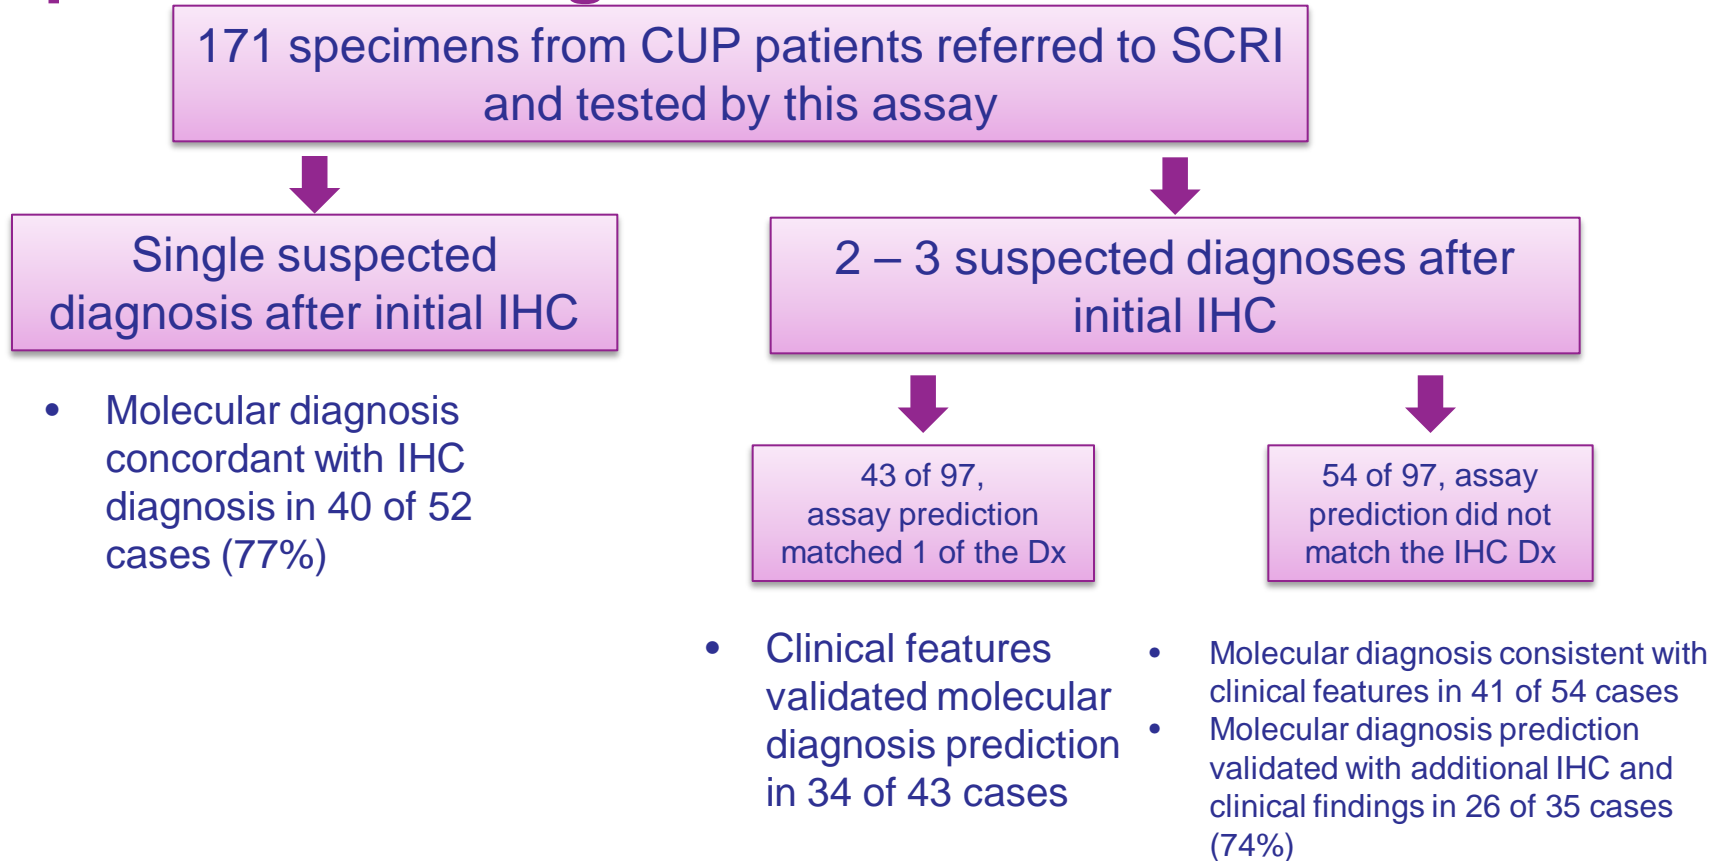 171 specimens from CUP patients referred to SCRI
and tested by this assay
Single suspected
diagnosis after initial IHC
2 – 3 suspected diagnoses after
initial IHC
• Molecular diagnosis
concordant with IHC
diagnosis in 40 of 52
cases (77%)
43 of 97,
assay prediction
matched 1 of the Dx
54 of 97, assay
prediction did not
match the IHC Dx
• Clinical features
validated molecular
diagnosis prediction
in 34 of 43 cases
• Molecular diagnosis consistent with
clinical features in 41 of 54 cases
• Molecular diagnosis prediction
validated with additional IHC and
clinical findings in 26 of 35 cases
(74%)